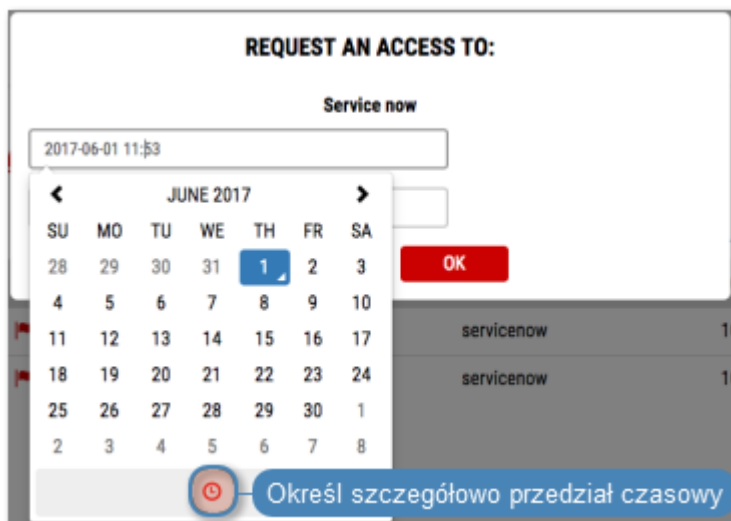 REQUEST AN ACCESS TO:
Service now
2017-06-01 11:53
JUNE 2017
SU MO TU WE TH FR SA
28 29 30 31 1 2 3
OK
4 5 6 7 8 9 10
11 12 13 14 15 16 17
servicenow
18 19 20 21 22 23 24
servicenow
25 26 27 28 29 30 1
2 3 4 5 6 7 8
Określ szczegółowo przedział czasowy